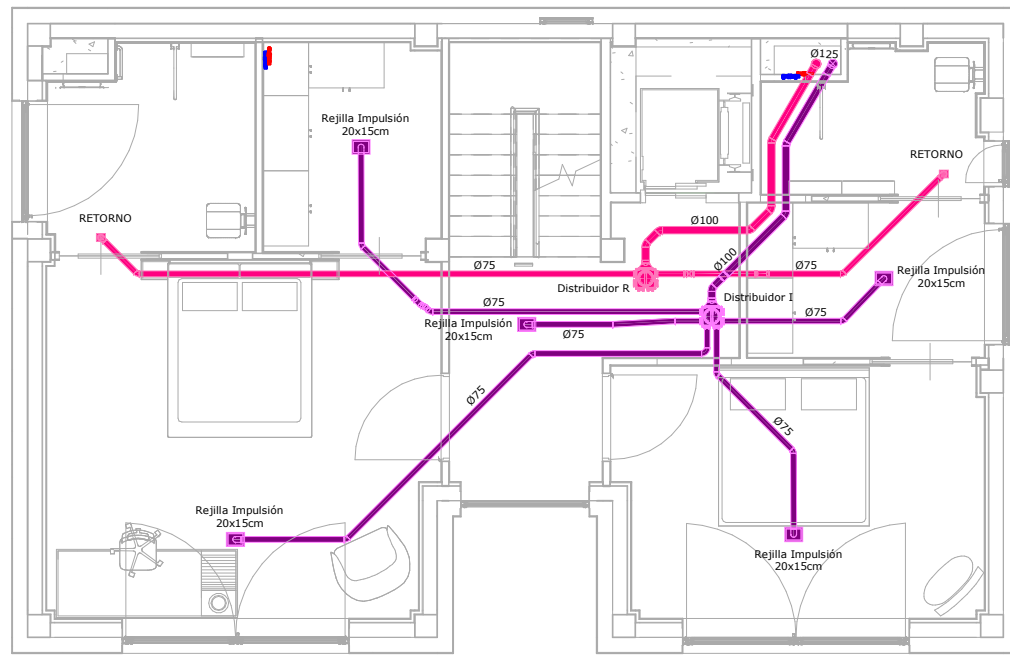 Ø125
Rejilla Impulsión
20x15cm
RETORNO
RETORNO
Ø100
Ø75
Ø100
Ø75
Rejilla Impulsión
20x15cm
Distribuidor R
Distribuidor I
Ø75
Ø75
Rejilla Impulsión
20x15cm
Ø75
Ø75
Ø75
Rejilla Impulsión
20x15cm
Rejilla Impulsión
20x15cm